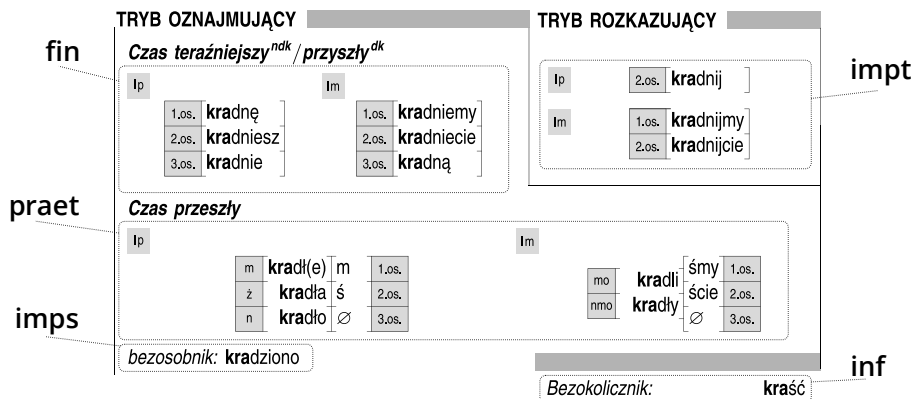 TRYB OZNAJMUJĄCY
TRYB ROZKAZUJĄCY
fin
Czas teraźniejszy ndk / przyszły dk
impt
lp
lm
1.os. kradnę
1.os. kradniemy
2.os. kradniesz
2.os. kradniecie
3.os. kradnie
3.os. kradną
lp
2.os. kradnij
lm
1.os. kradnijmy
2.os. kradnijcie
praet
Czas przeszły
lp
lm
m kradł(e) m 1.os.
ż kradła ś 2.os.
n kradło ∅ 3.os.
mo kradli śmy 1.os.
nmo kradły ście 2.os.
∅ 3.os.
imps
bezosobnik: kradziono
inf
Bezokolicznik: kraść